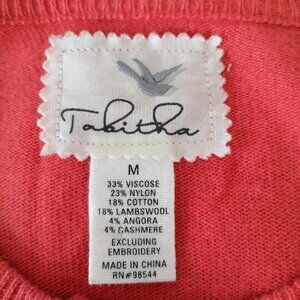 Tabitha
M
33% VISCOSE
23% NYLON
18% COTTON
18% LAMBSWOOL
4% ANGORA
4% CASHMERE
EXCLUDING
EMBROIDERY
MADE IN CHINA
RN#98544